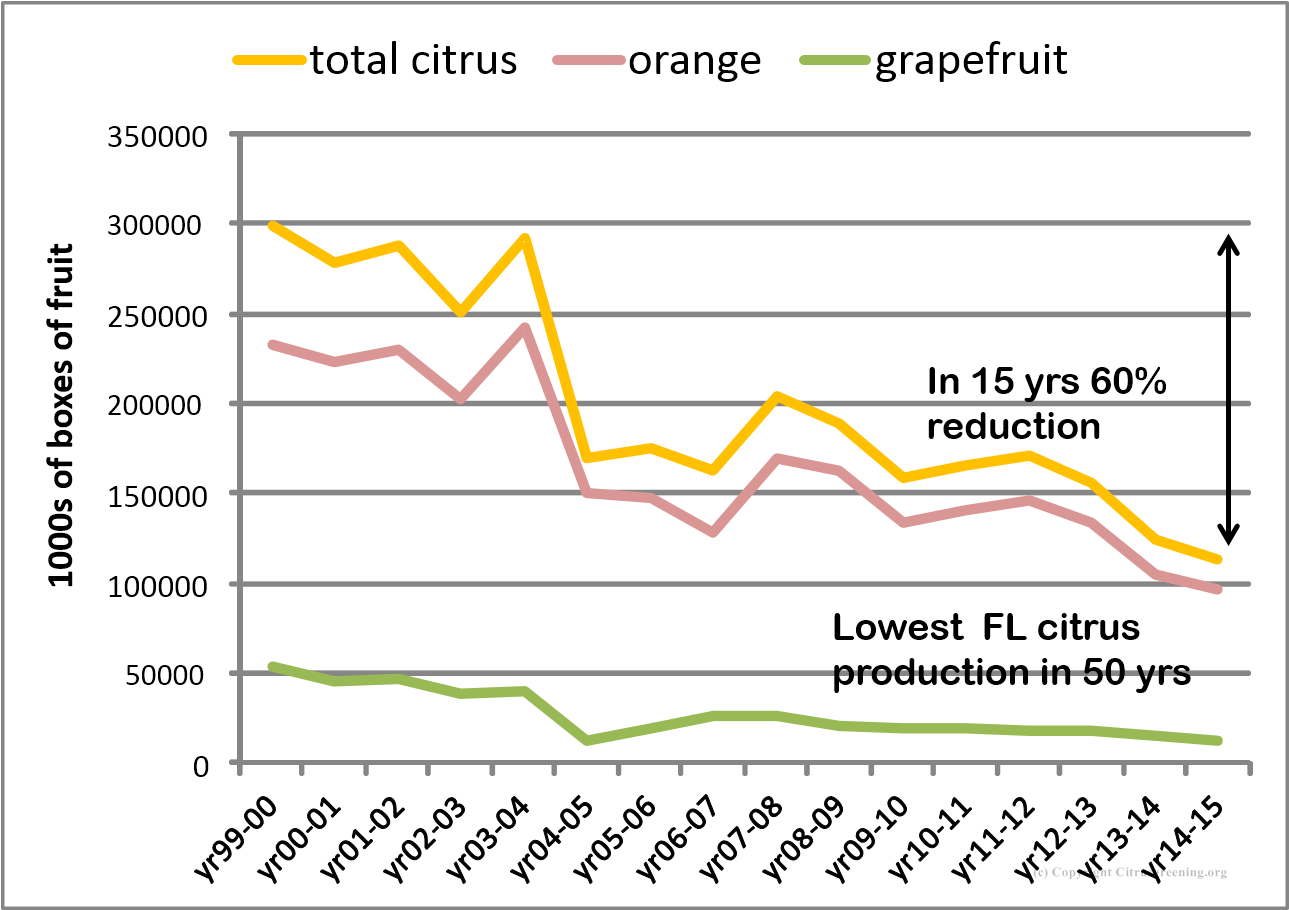 total citrus orange grapefruit
350000
300000
250000
200000
150000
100000
50000
0
1000s of boxes of fruit
In 15 yrs 60%
reduction
Lowest FL citrus
production in 50 yrs
yr99-00
yr00-01
yr01-02
yr02-03
yr03-04
yr04-05
yr05-06
yr06-07
yr07-08
yr08-09
yr09-10
yr10-11
yr11-12
yr12-13
yr13-14
yr14-15
(c) Copyright Citrusgreening.org